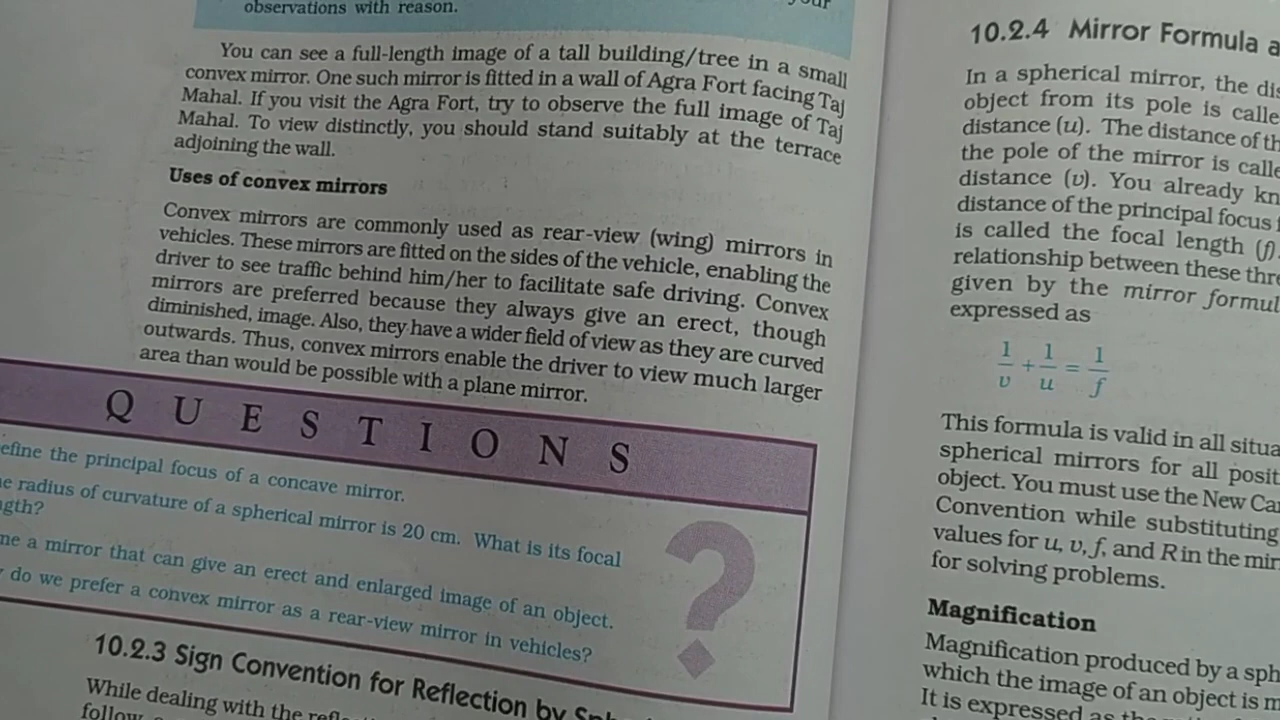 observations with reason.
You can see a full-length image of a tall building/tree in a small
convex mirror. One such mirror is fitted in a wall of Agra Fort facing Taj
Mahal. If you visit the Agra Fort, try to observe the full image of Taj
Mahal. To view distinctly, you should stand suitably at the terrace
adjoining the wall.
Uses of convex mirrors
Convex mirrors are commonly used as rear-view (wing) mirrors in
vehicles. These mirrors are fitted on the sides of the vehicle, enabling the
driver to see traffic behind him/her to facilitate safe driving. Convex
mirrors are preferred because they always give an erect, though
diminished, image. Also, they have a wider field of view as they are curved
outwards. Thus, convex mirrors enable the driver to view much larger
area than would be possible with a plane mirror.
QUESTIONS
efine the principal focus of a concave mirror.
e radius of curvature of a spherical mirror is 20 cm. What is its focal
gth?
me a mirror that can give an erect and enlarged image of an object.
do we prefer a convex mirror as a rear-view mirror in vehicles?
10.2.3 Sign Convention for Reflection by
While dealing with the
follow
10.2.4 Mirror Formula a
In a spherical mirror, the dis
object from its pole is calle
distance (u). The distance of th
the pole of the mirror is calle
distance (v). You already kn
distance of the principal focus
is called the focal length (f).
relationship between these thr
given by the mirror formul
expressed as
1/v + 1/u = 1/f
This formula is valid in all situa
spherical mirrors for all posit
object. You must use the New Ca
Convention while substituting
values for u, v, f, and R in the mir
for solving problems.
Magnification
Magnification produced by a sph
which the image of an object is m
It is expressed as the